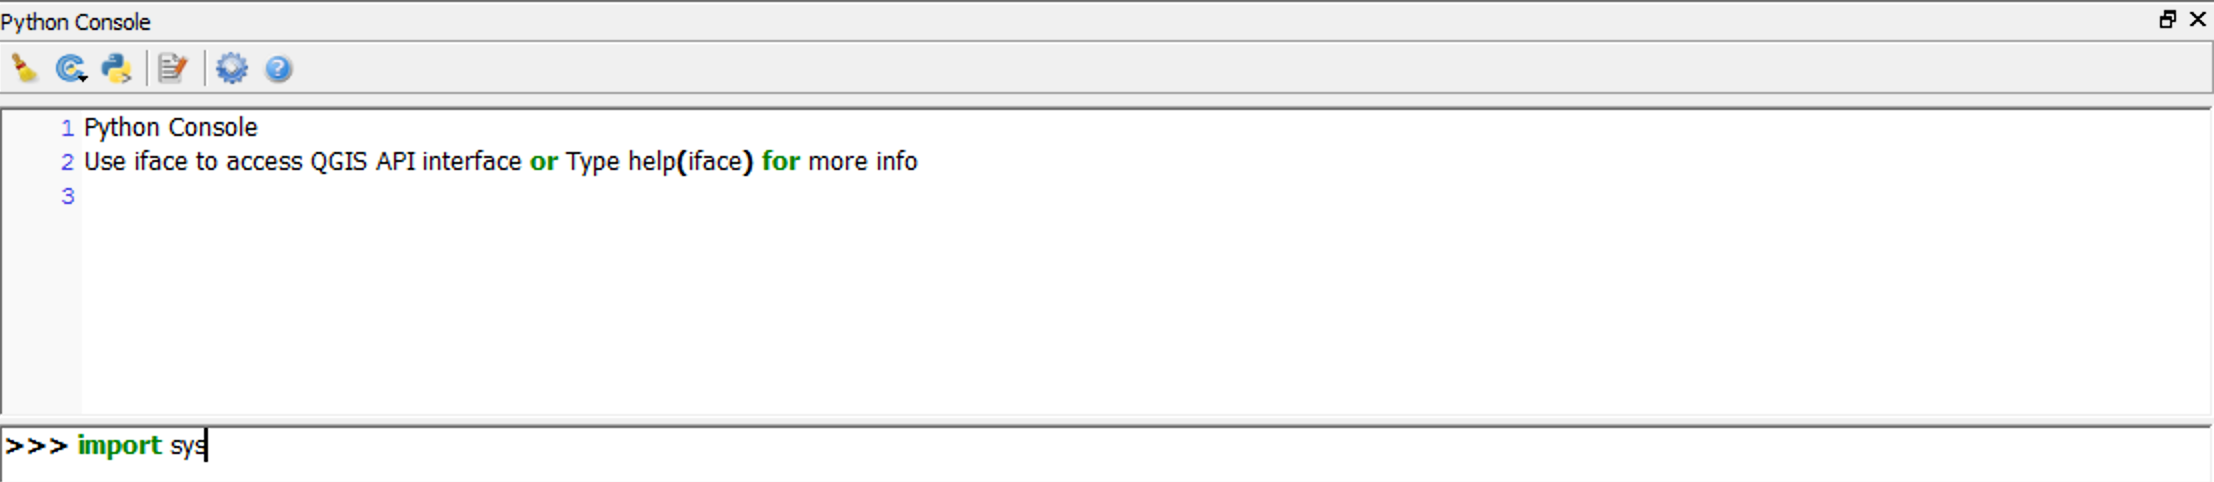 Python Console
1 Python Console
2 Use iface to access QGIS API interface or Type help(iface) for more info
3
>>> import sys